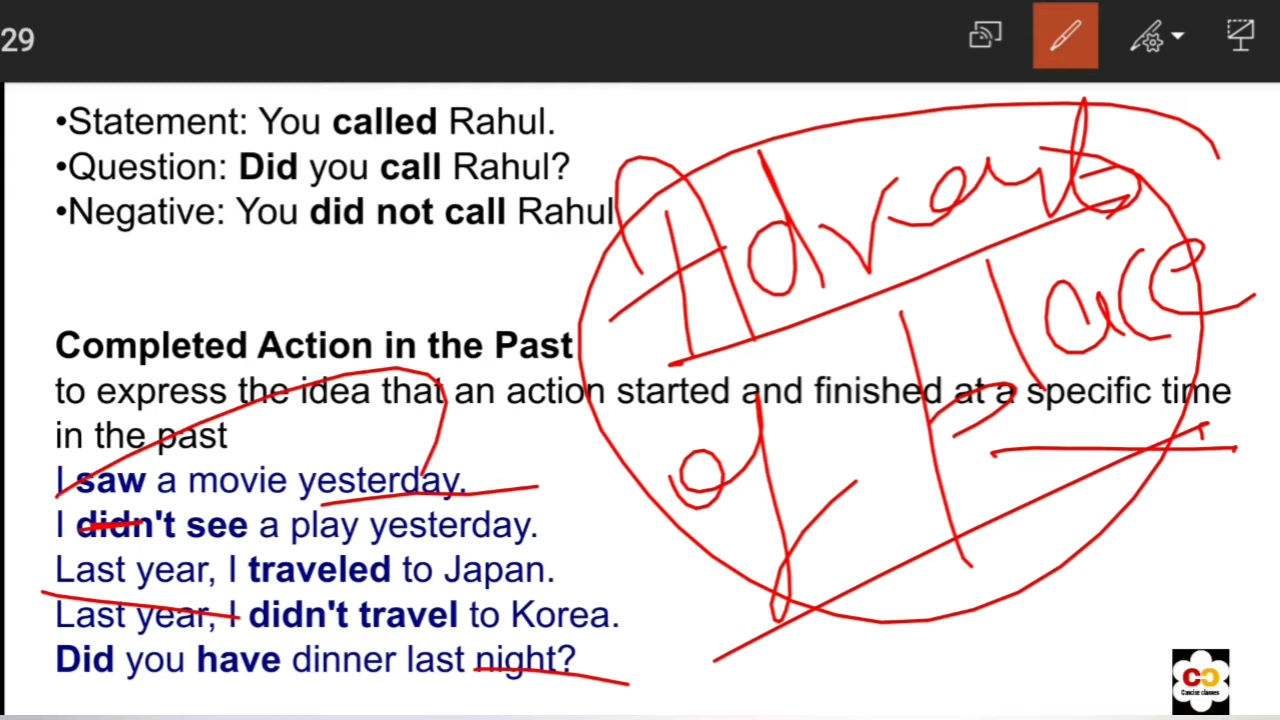 29
•Statement: You called Rahul.
•Question: Did you call Rahul?
•Negative: You did not call Rahul
Adverb
of Place
Completed Action in the Past
to express the idea that an action started and finished at a specific time
in the past
I saw a movie yesterday.
I didn't see a play yesterday.
Last year, I traveled to Japan.
Last year, I didn't travel to Korea.
Did you have dinner last night?
CC
Concise classes